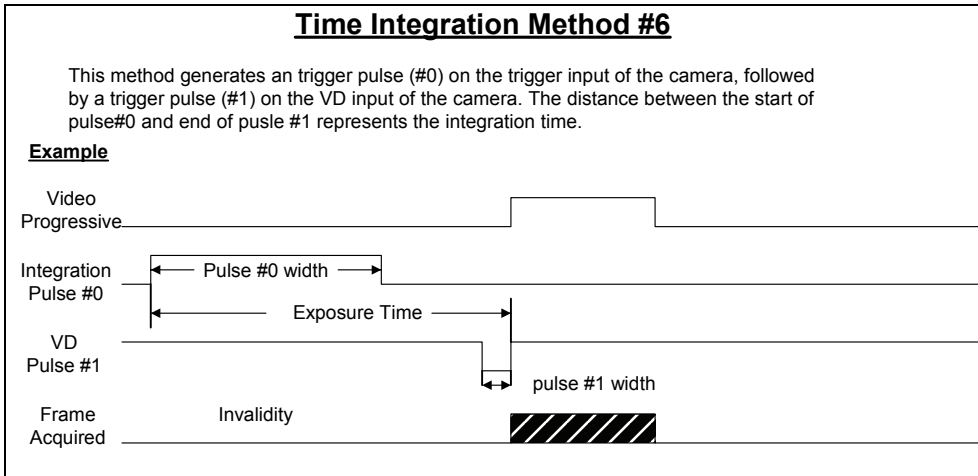 Time Integration Method #6
This method generates an trigger pulse (#0) on the trigger input of the camera, followed
by a trigger pulse (#1) on the VD input of the camera. The distance between the start of
pulse#0 and end of pusle #1 represents the integration time.
Example
Video
Progressive
Integration
Pulse #0
Pulse #0 width
Exposure Time
VD
Pulse #1
pulse #1 width
Frame
Acquired
Invalidity